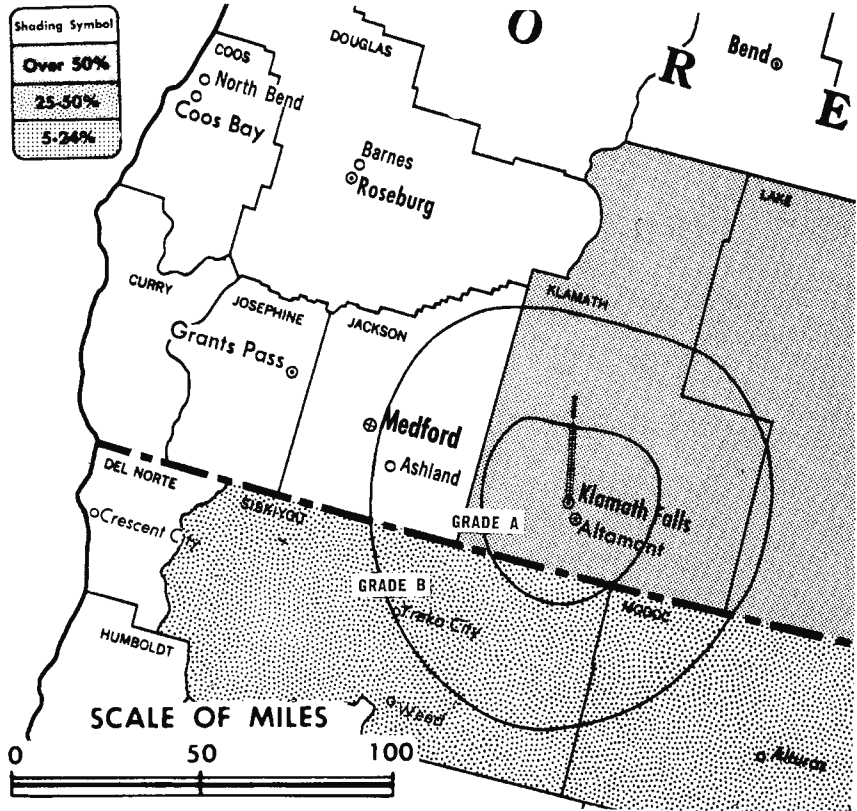 Shading Symbol
Over 50%
25-50%
5-24%
O
R
E
COOS
North Bend
Coos Bay
DOUGLAS
Barnes
Roseburg
Bend
LAKE
CURRY
JOSEPHINE
JACKSON
KLAMATH
Grants Pass
Medford
Ashland
Klamath Falls
Altamont
GRADE A
DEL NORTE
SISKIYOU
Crescent City
GRADE B
Yreka City
MODOC
HUMBOLDT
Weed
Alturas
SCALE OF MILES
0 50 100